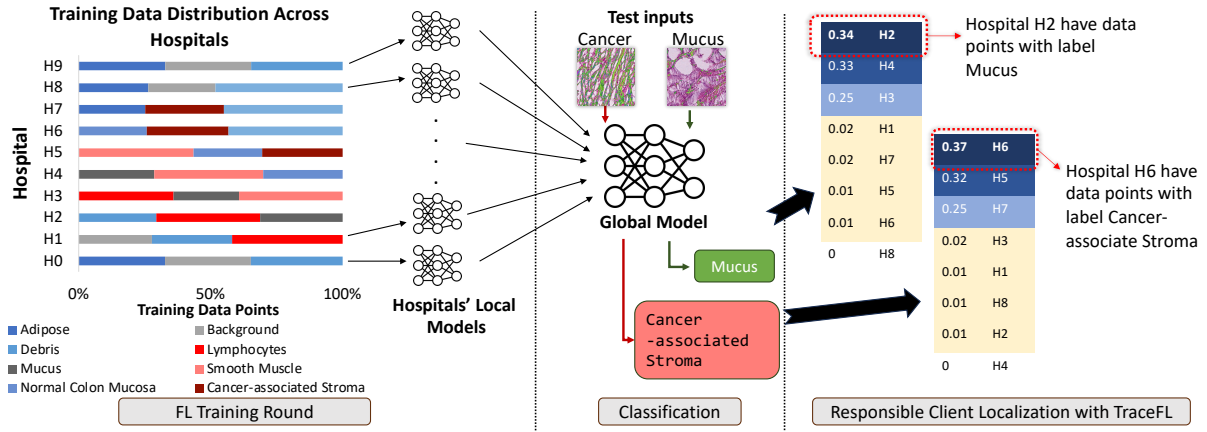 Training Data Distribution Across
Hospitals
Hospital
H9
H8
H7
H6
H5
H4
H3
H2
H1
H0
0%
50%
100%
Training Data Points
Adipose
Background
Debris
Lymphocytes
Mucus
Smooth Muscle
Normal Colon Mucosa
Cancer-associated Stroma
FL Training Round
Hospitals' Local
Models
Test inputs
Cancer
Mucus
Global Model
Mucus
Cancer
-associated
Stroma
Classification
0.34 H2
0.33 H4
0.25 H3
0.02 H1
0.02 H7
0.01 H5
0.01 H6
0 H8
Hospital H2 have data
points with label
Mucus
0.37 H6
0.32 H5
0.25 H7
0.02 H3
0.01 H1
0.01 H8
0.01 H2
0 H4
Hospital H6 have
data points with
label Cancer-
associate Stroma
Responsible Client Localization with TraceFL